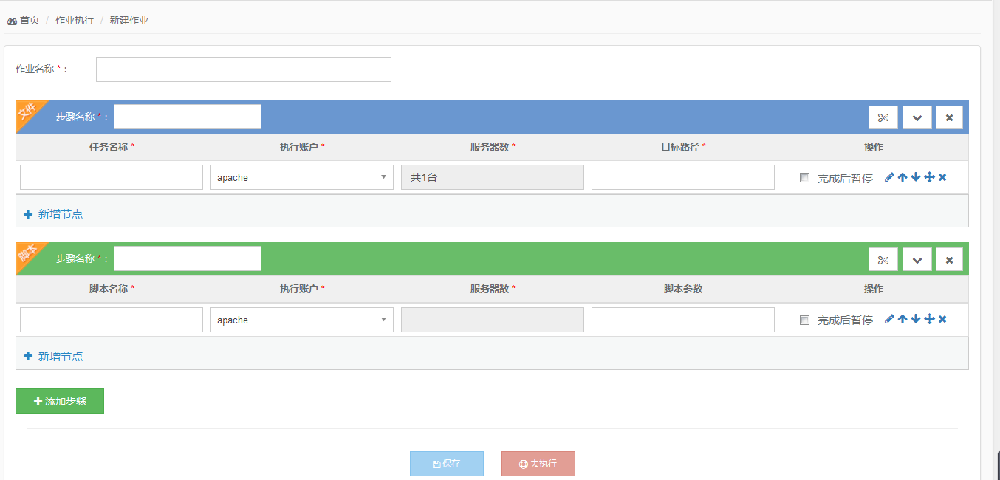 首页 / 作业执行 / 新建作业
作业名称 * :
文件 步骤名称 * :
任务名称 * 执行账户 * 服务器数 * 目标路径 * 操作
apache 共1台 完成后暂停
新增节点
脚本 步骤名称 * :
脚本名称 * 执行账户 * 服务器数 * 脚本参数 操作
apache 完成后暂停
新增节点
添加步骤
保存 去执行